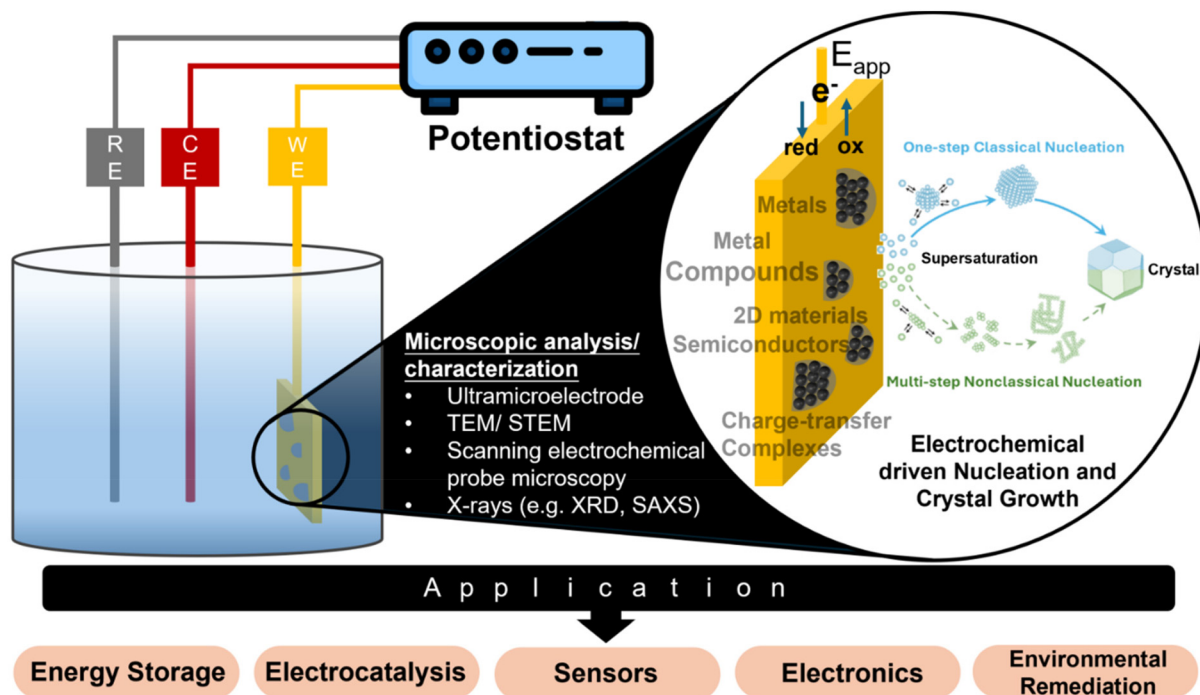 Potentiostat
R
E
C
E
W
E
Microscopic analysis/
characterization
• Ultramicroelectrode
• TEM/ STEM
• Scanning electrochemical
probe microscopy
• X-rays (e.g. XRD, SAXS)
E_app
e-
red
ox
Metals
Metal
Compounds
2D materials
Semiconductors
Charge-transfer
Complexes
One-step Classical Nucleation
Supersaturation
Crystal
Multi-step Nonclassical Nucleation
Electrochemical
driven Nucleation and
Crystal Growth
Application
Energy Storage
Electrocatalysis
Sensors
Electronics
Environmental
Remediation